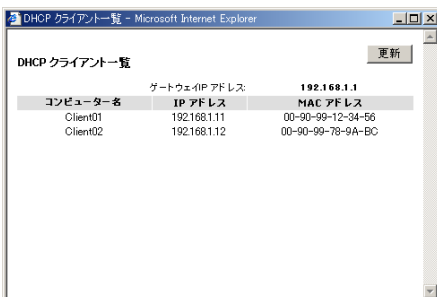 DHCP クライアント一覧 - Microsoft Internet Explorer
更新
DHCP クライアント一覧
ゲートウェイIP アドレス: 192.168.1.1
コンピューター名 IP アドレス MAC アドレス
Client01 192.168.1.11 00-90-99-12-34-56
Client02 192.168.1.12 00-90-99-78-9A-BC